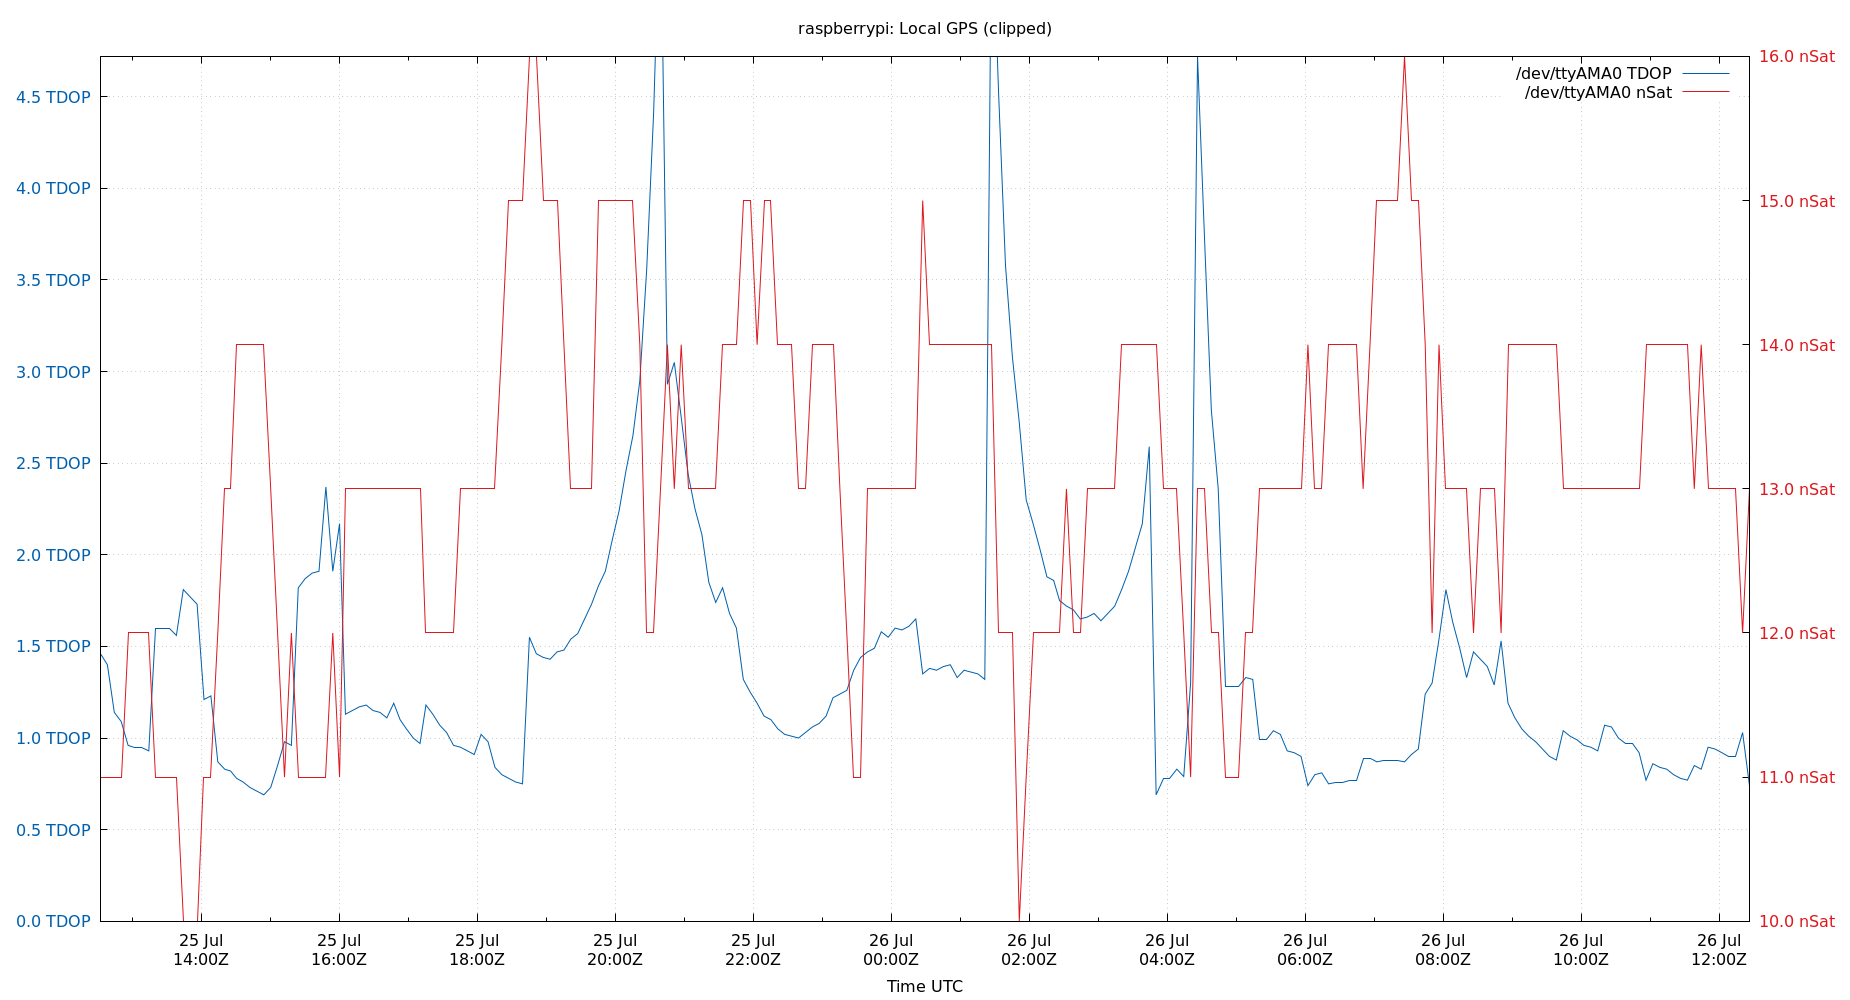 raspberrypi: Local GPS (clipped)
/dev/ttyAMA0 TDOP
/dev/ttyAMA0 nSat
4.5 TDOP
4.0 TDOP
3.5 TDOP
3.0 TDOP
2.5 TDOP
2.0 TDOP
1.5 TDOP
1.0 TDOP
0.5 TDOP
0.0 TDOP
16.0 nSat
15.0 nSat
14.0 nSat
13.0 nSat
12.0 nSat
11.0 nSat
10.0 nSat
25 Jul
14:00Z
25 Jul
16:00Z
25 Jul
18:00Z
25 Jul
20:00Z
25 Jul
22:00Z
26 Jul
00:00Z
26 Jul
02:00Z
26 Jul
04:00Z
26 Jul
06:00Z
26 Jul
08:00Z
26 Jul
10:00Z
26 Jul
12:00Z
Time UTC